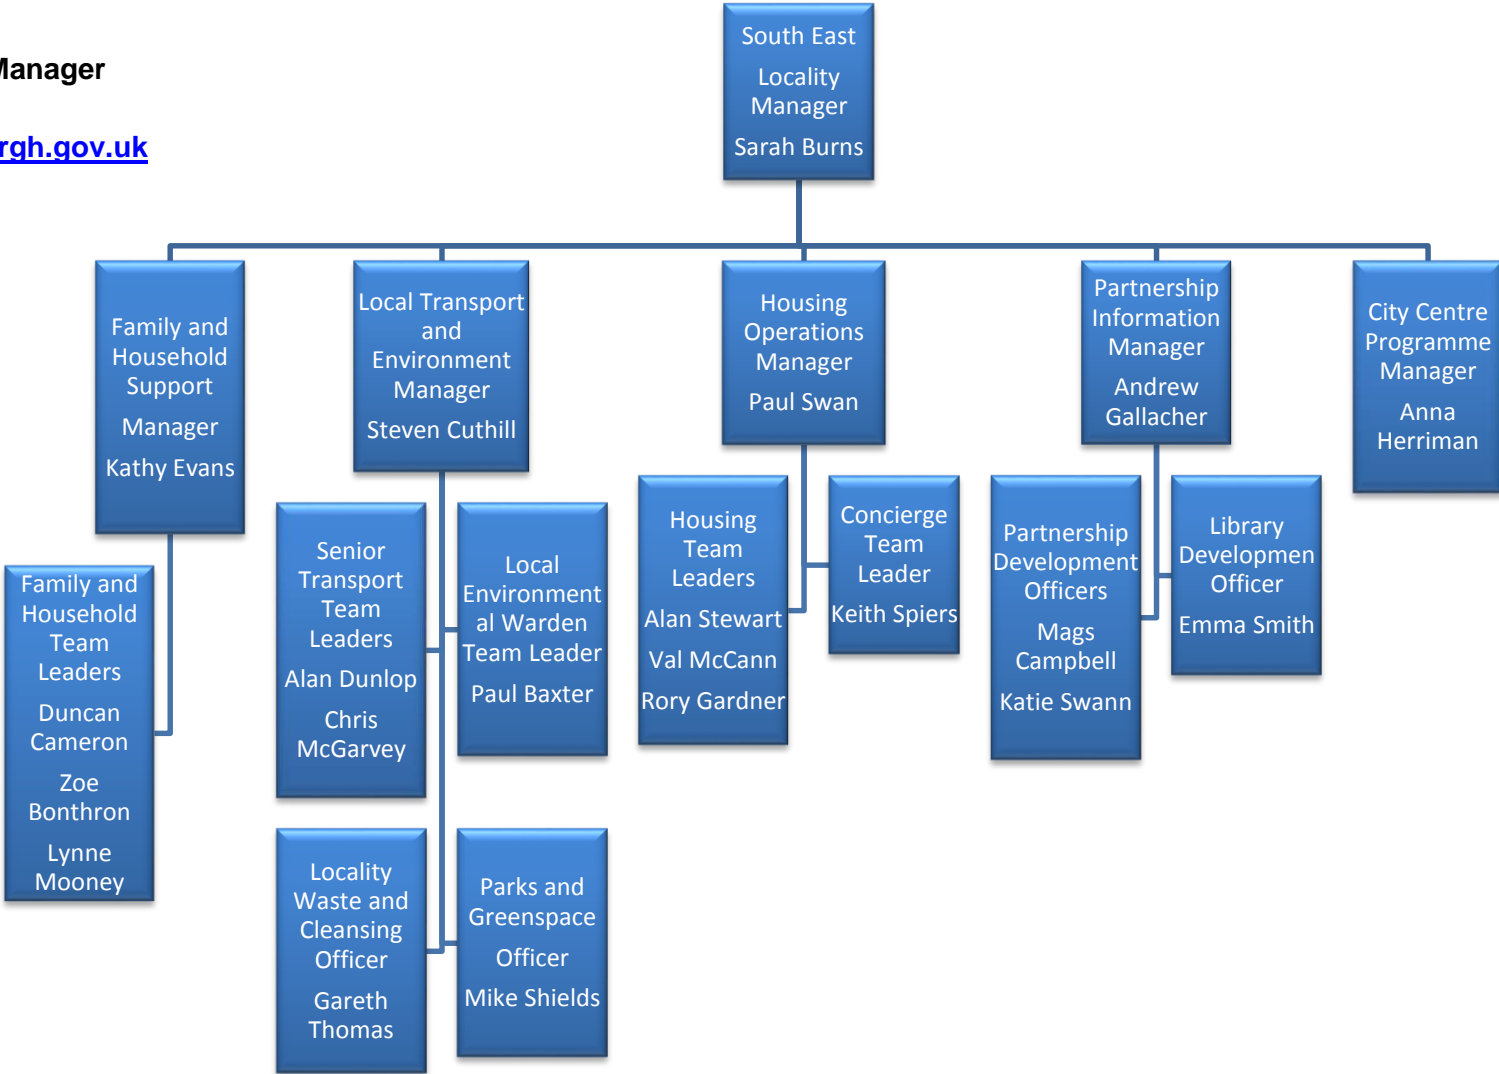 Manager
rgh.gov.uk
South East
Locality
Manager
Sarah Burns
Family and
Household
Support
Manager
Kathy Evans
Local Transport
and
Environment
Manager
Steven Cuthill
Housing
Operations
Manager
Paul Swan
Partnership
Information
Manager
Andrew
Gallacher
City Centre
Programme
Manager
Anna
Herriman
Family and
Household
Team
Leaders
Duncan
Cameron
Zoe
Bonthron
Lynne
Mooney
Senior
Transport
Team
Leaders
Alan Dunlop
Chris
McGarvey
Local
Environment
al Warden
Team Leader
Paul Baxter
Housing
Team
Leaders
Alan Stewart
Val McCann
Rory Gardner
Concierge
Team
Leader
Keith Spiers
Partnership
Development
Officers
Mags
Campbell
Katie Swann
Library
Developmen
Officer
Emma Smith
Locality
Waste and
Cleansing
Officer
Gareth
Thomas
Parks and
Greenspace
Officer
Mike Shields